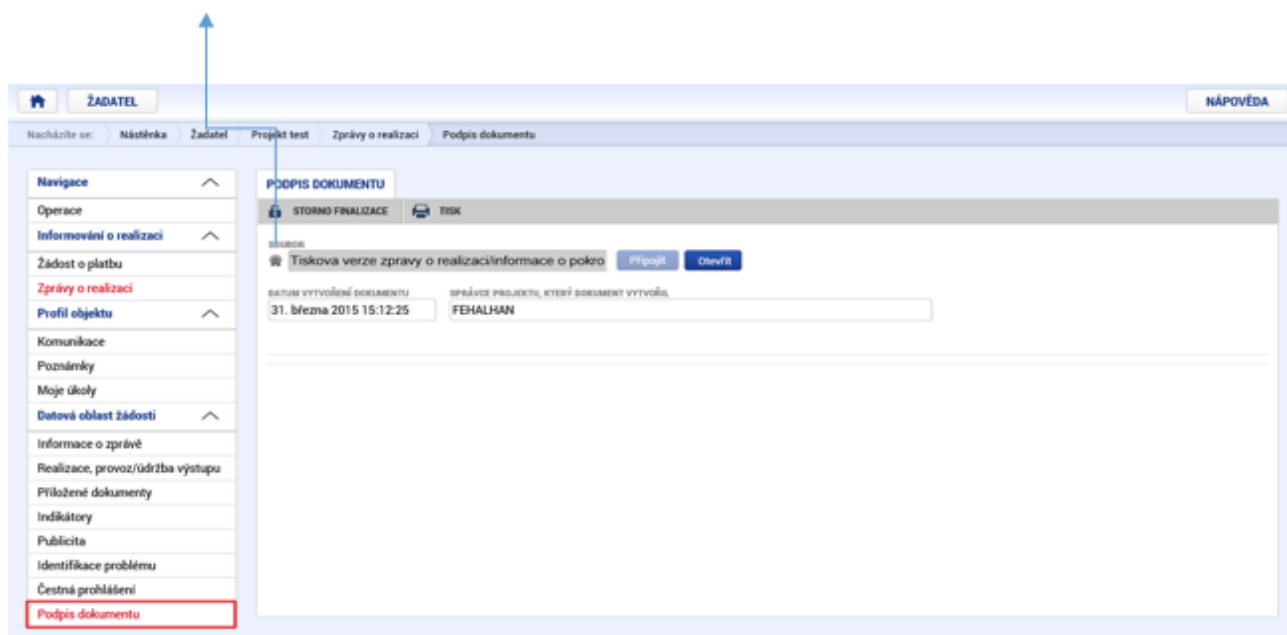 ŽADATEL
NÁPOVĚDA
Nacházíte se: Nástěnka Žadatel Projekt test Zprávy o realizaci Podpis dokumentu
Navigace
Operace
Informování o realizaci
Žádost o platbu
Zprávy o realizaci
Profil objektu
Komunikace
Poznámky
Moje úkoly
Datová oblast žádosti
Informace o zprávě
Realizace, provoz/údržba výstupu
Přiložené dokumenty
Indikátory
Publicita
Identifikace problému
Čestná prohlášení
Podpis dokumentu
PODPIS DOKUMENTU
STORNO FINALIZACE TISK
SOUBOR
Tiskova verze zpravy o realizaci/informace o pokro Připojit Otevřít
DATUM VYTVOŘENÍ DOKUMENTU SPRÁVCE PROJEKTU, KTERÝ DOKUMENT VYTVOŘIL
31. března 2015 15:12:25 FEHALHAN